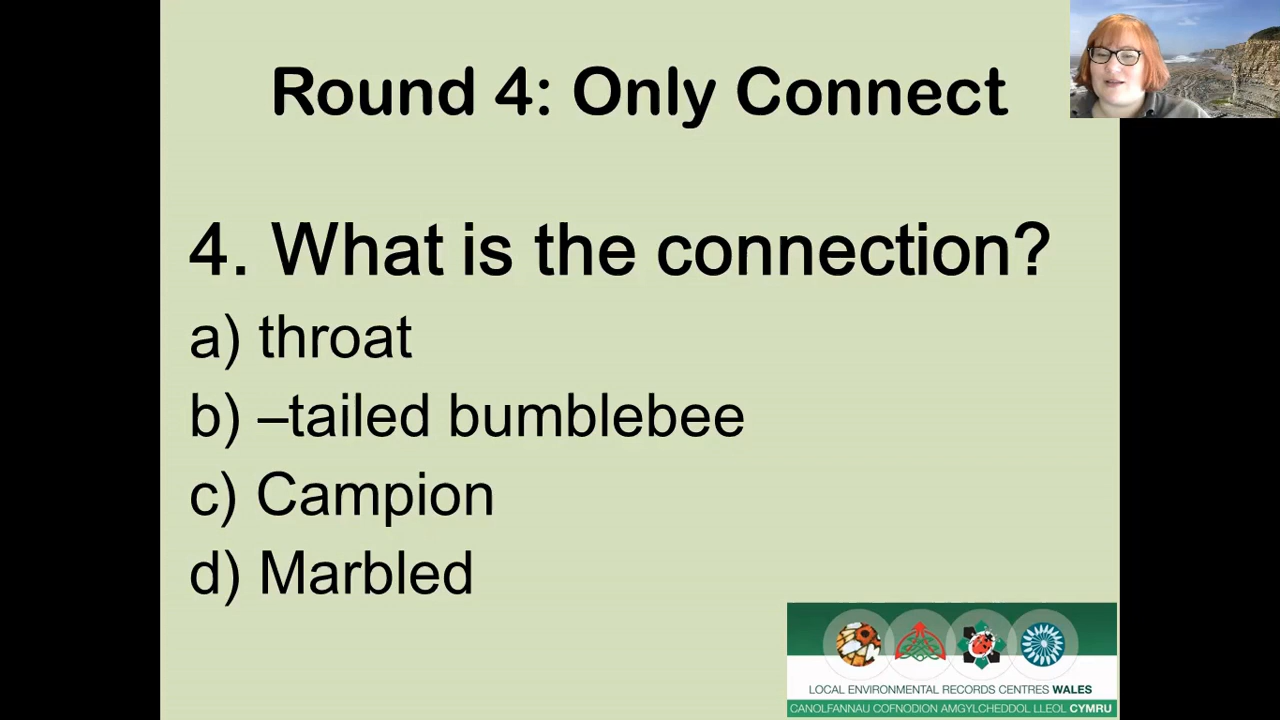 Round 4: Only Connect
4. What is the connection?
a) throat
b) –tailed bumblebee
c) Campion
d) Marbled
LOCAL ENVIRONMENTAL RECORDS CENTRES WALES
CANOLFANNAU COFNODION AMGYLCHEDDOL LLEOL CYMRU